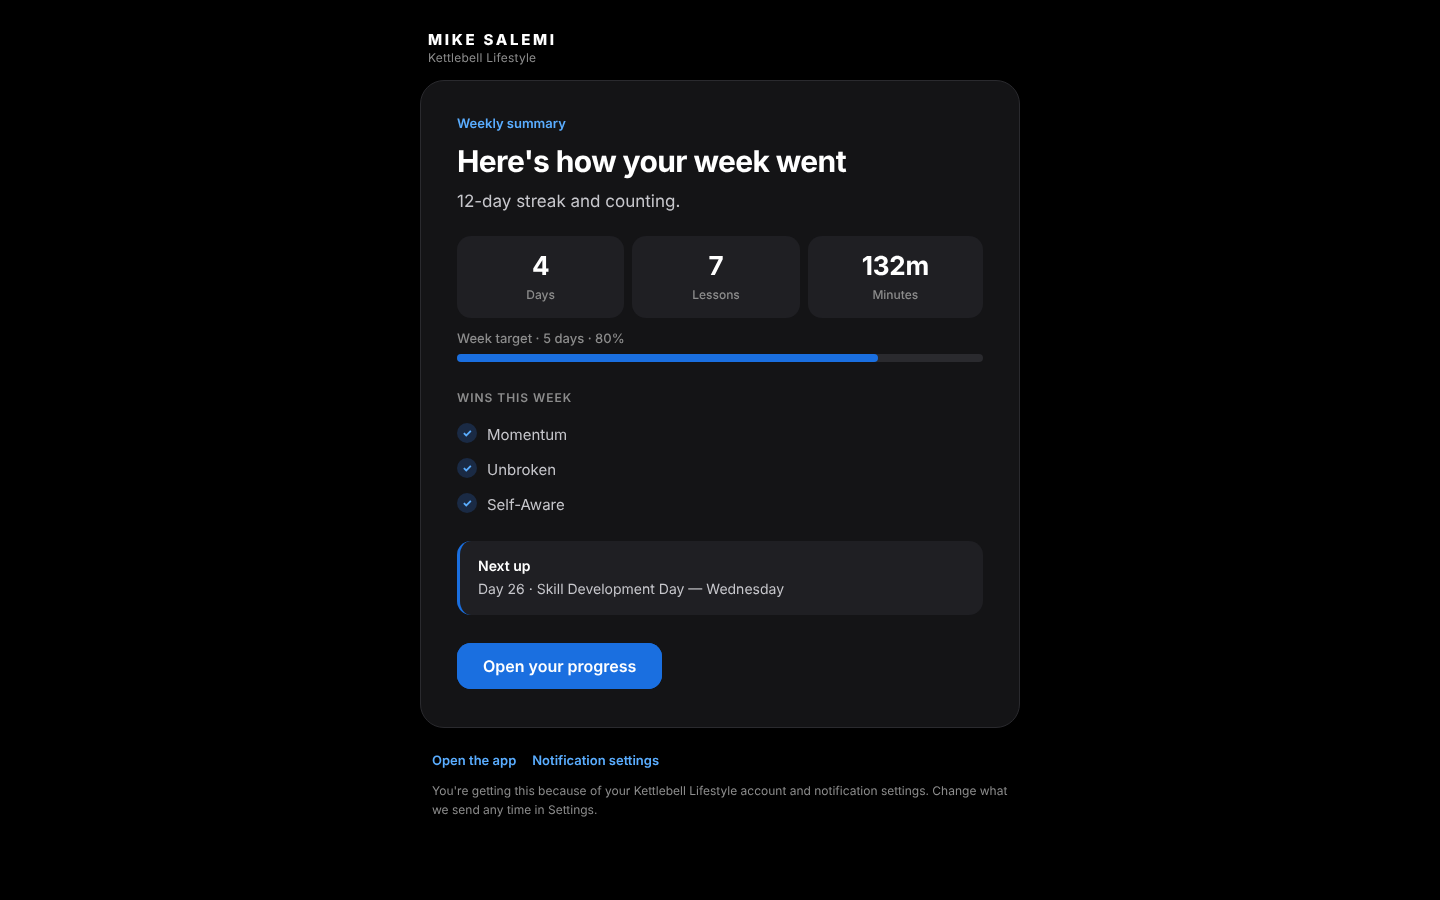 MIKE SALEMI
Kettlebell Lifestyle
Weekly summary
Here's how your week went
12-day streak and counting.
4
Days
7
Lessons
132m
Minutes
Week target · 5 days · 80%
WINS THIS WEEK
Momentum
Unbroken
Self-Aware
Next up
Day 26 · Skill Development Day — Wednesday
Open your progress
Open the app Notification settings
You're getting this because of your Kettlebell Lifestyle account and notification settings. Change what
we send any time in Settings.